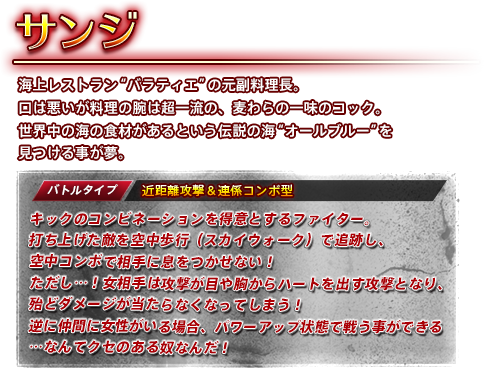 サンジ
海上レストラン“バラティエ”の元副料理長。
口は悪いが料理の腕は超一流の、麦わらの一味のコック。
世界中の海の食材があるという伝説の海“オールブルー”を
見つける事が夢。
バトルタイプ 近距離攻撃＆連係コンボ型
キックのコンビネーションを得意とするファイター。
打ち上げた敵を空中歩行（スカイウォーク）で追跡し、
空中コンボで相手に息をつかせない！
ただし…！女相手は攻撃が目や胸からハートを出す攻撃となり、
殆どダメージが当たらなくなってしまう！
逆に仲間に女性がいる場合、パワーアップ状態で戦う事ができる
…なんてクセのある奴なんだ！